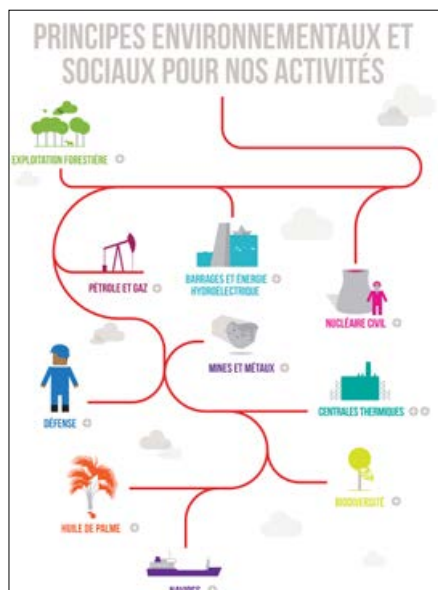 PRINCIPES ENVIRONNEMENTAUX ET
SOCIAUX POUR NOS ACTIVITÉS
EXPLOITATION FORESTIÈRE
PÉTROLE ET GAZ
BARRAGES ET ÉNERGIE
HYDROÉLECTRIQUE
NUCLÉAIRE CIVIL
MINES ET MÉTAUX
DÉFENSE
CENTRALES THERMIQUES
HUILE DE PALME
BIODIVERSITÉ
NAVIRES